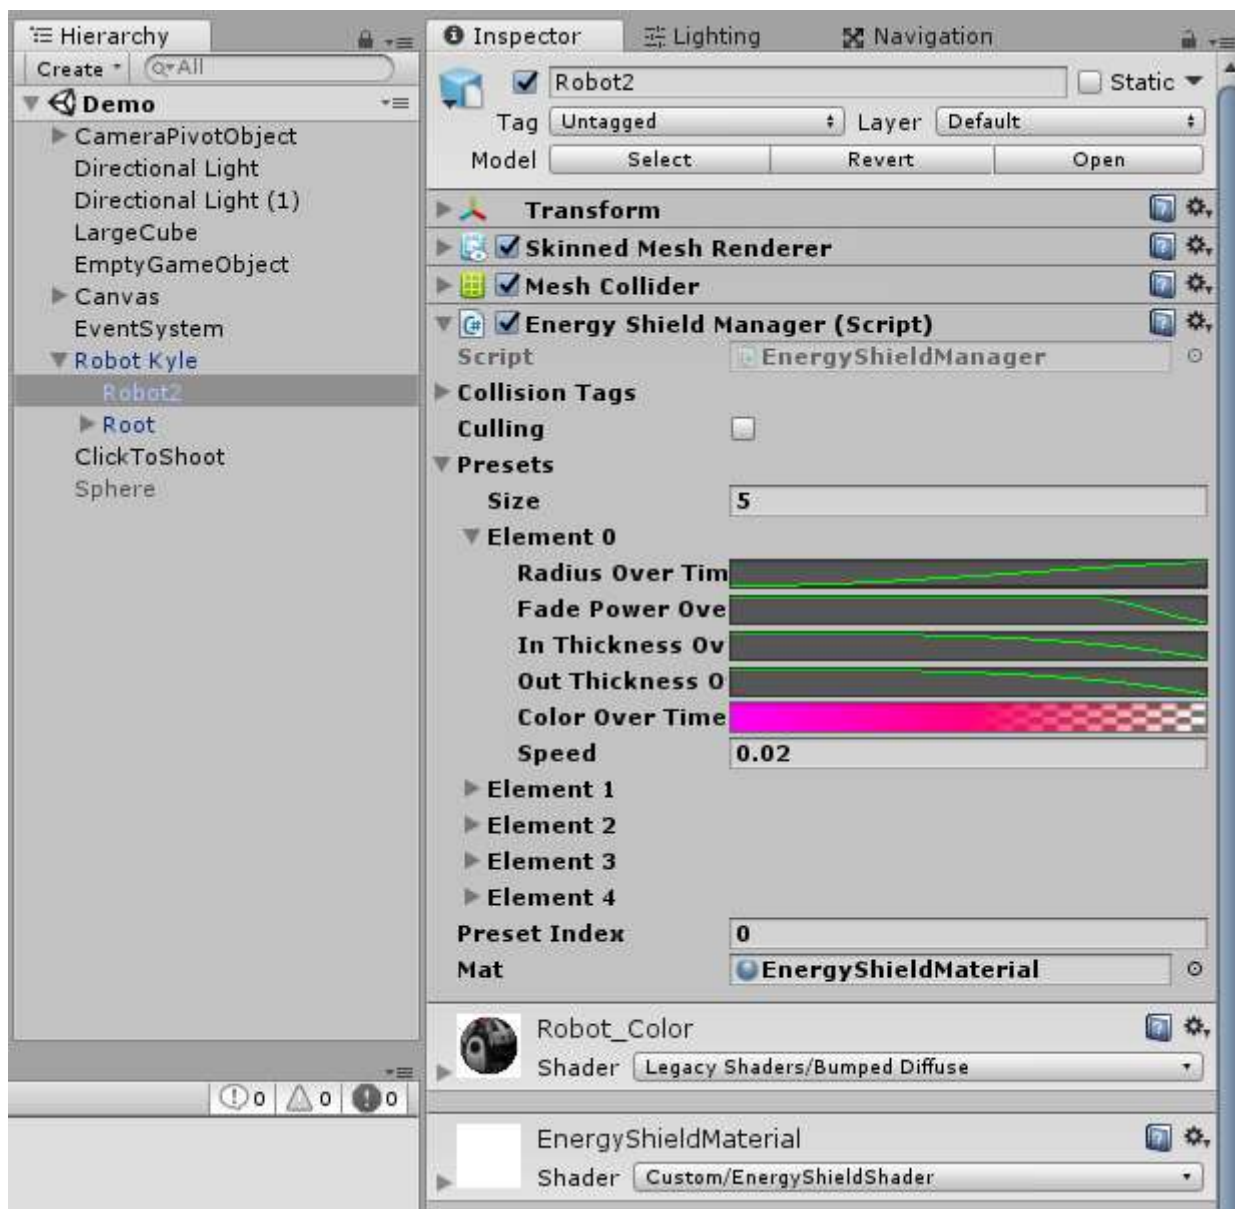 Hierarchy
Create
All
Demo
CameraPivotObject
Directional Light
Directional Light (1)
LargeCube
EmptyGameObject
Canvas
EventSystem
Robot Kyle
Robot2
Root
ClickToShoot
Sphere
0 0 0
Inspector Lighting Navigation
Robot2 Static
Tag Untagged Layer Default
Model Select Revert Open
Transform
Skinned Mesh Renderer
Mesh Collider
Energy Shield Manager (Script)
Script EnergyShieldManager
Collision Tags
Culling
Presets
Size 5
Element 0
Radius Over Tim
Fade Power Ove
In Thickness Ov
Out Thickness O
Color Over Time
Speed 0.02
Element 1
Element 2
Element 3
Element 4
Preset Index 0
Mat EnergyShieldMaterial
Robot_Color
Shader Legacy Shaders/Bumped Diffuse
EnergyShieldMaterial
Shader Custom/EnergyShieldShader